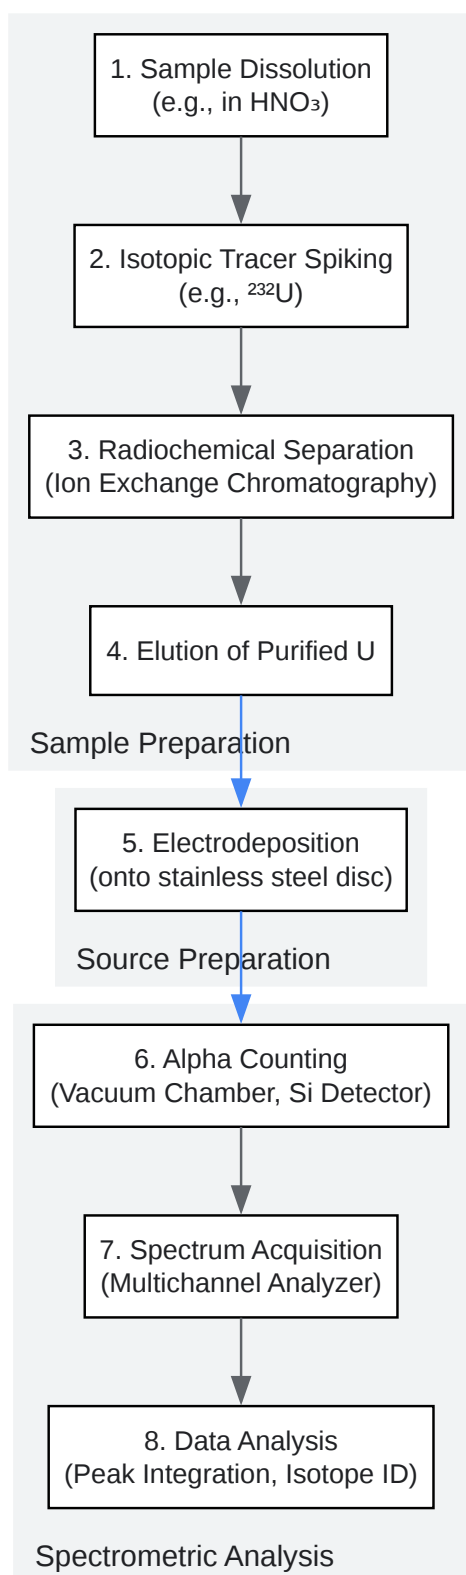 1. Sample Dissolution
(e.g., in HNO₃)
2. Isotopic Tracer Spiking
(e.g., ²³²U)
3. Radiochemical Separation
(Ion Exchange Chromatography)
4. Elution of Purified U
Sample Preparation
5. Electrodeposition
(onto stainless steel disc)
Source Preparation
6. Alpha Counting
(Vacuum Chamber, Si Detector)
7. Spectrum Acquisition
(Multichannel Analyzer)
8. Data Analysis
(Peak Integration, Isotope ID)
Spectrometric Analysis